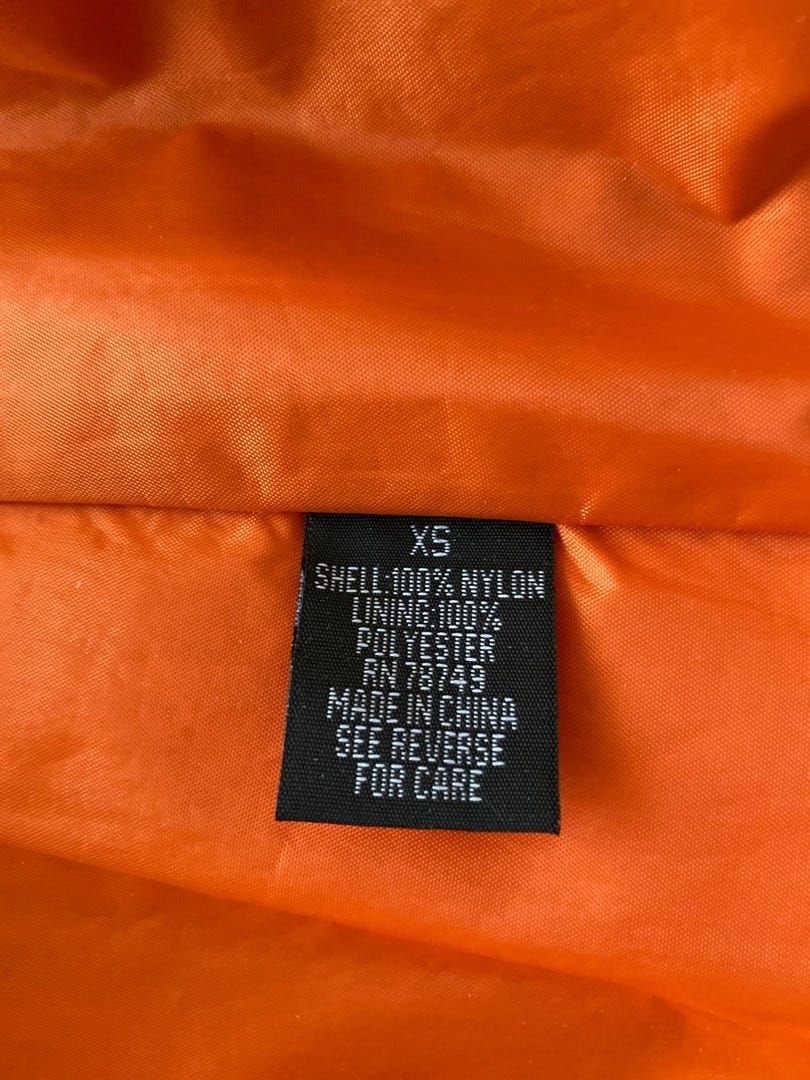 XS
SHELL:100% NYLON
LINING:100%
POLYESTER
RN 78749
MADE IN CHINA
SEE REVERSE
FOR CARE